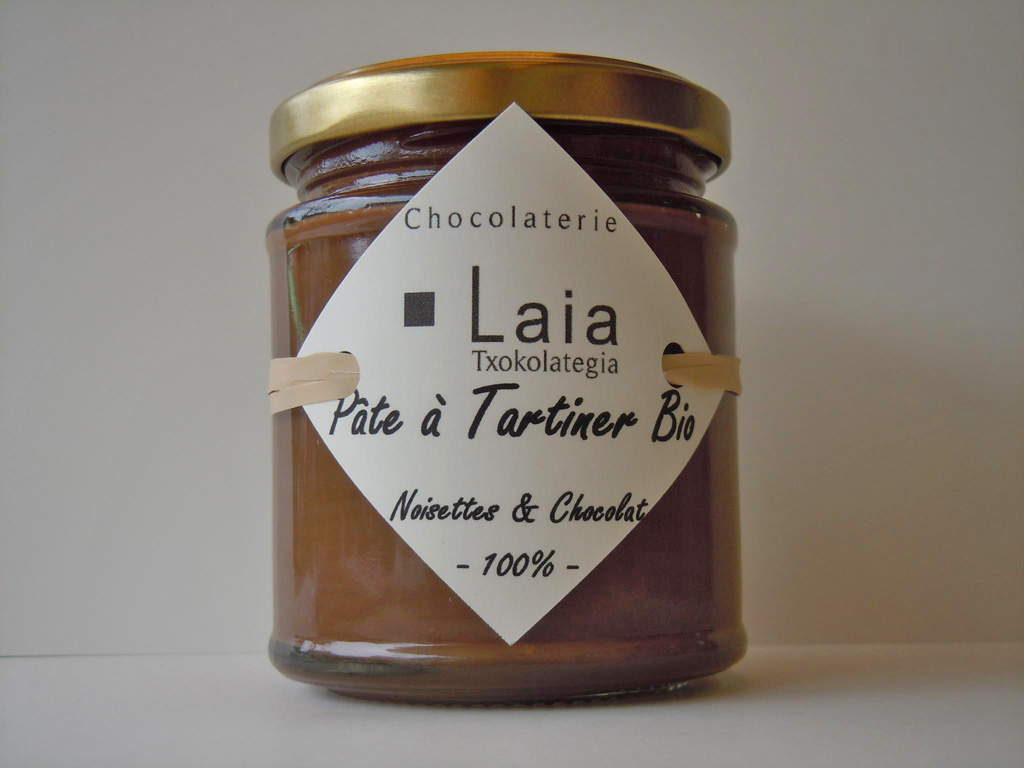 Chocolaterie
Laia
Txokolategia
Pâte à Tartiner Bio
Noisettes & Chocolat
- 100% -